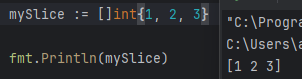 mySlice := []int{1, 2, 3}
fmt.Println(mySlice)
"C:\Progra
C:\Users\a
[1 2 3]